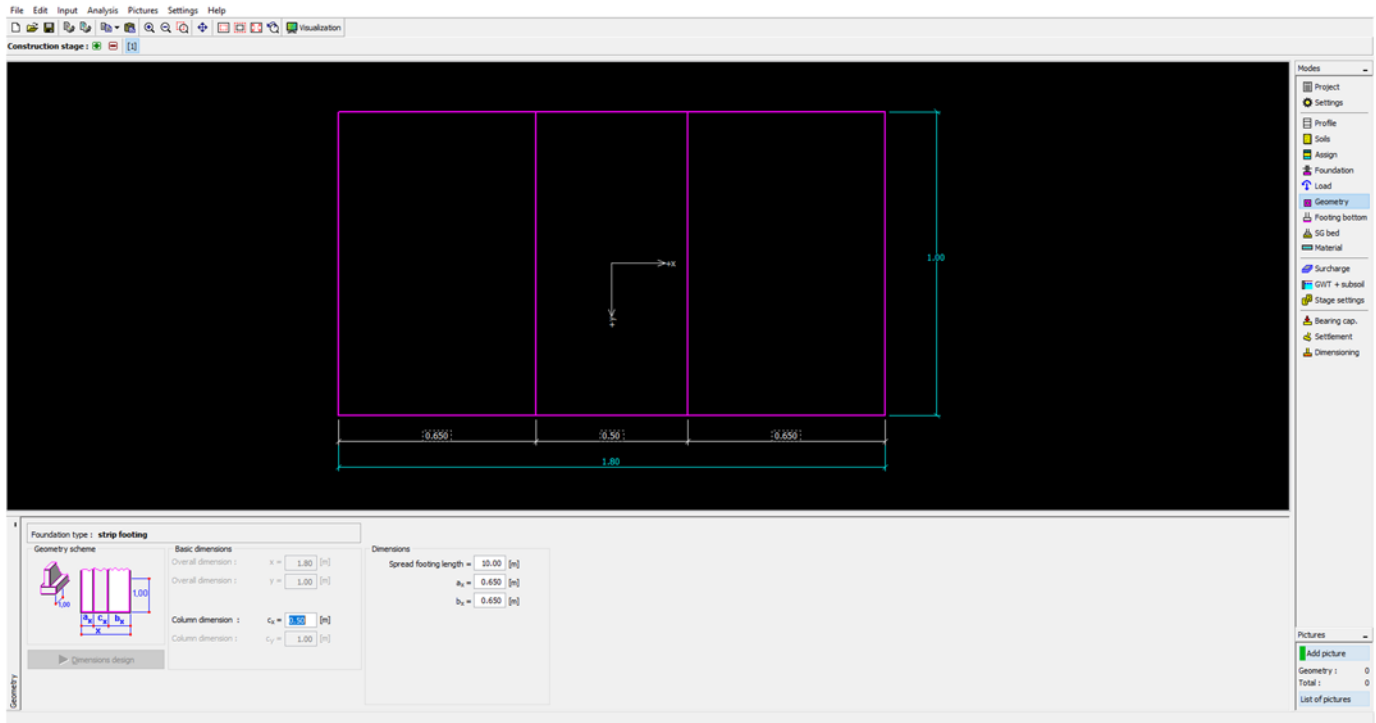 File Edit Input Analysis Pictures Settings Help
Visualization
Construction stage : [1]
1.00
+x
+y
0.650 0.50 0.650
1.80
Modes
Project
Settings
Profile
Soils
Assign
Foundation
Load
Geometry
Footing bottom
SG bed
Material
Surcharge
GWT + subsoil
Stage settings
Bearing cap.
Settlement
Dimensioning
Foundation type : strip footing
Geometry scheme
1,00
1,00
ax cx bx
x
Dimensions design
Basic dimensions
Overall dimension : x = 1.80 [m]
Overall dimension : y = 1.00 [m]
Column dimension : cx = 0.50 [m]
Column dimension : cy = 1.00 [m]
Dimensions
Spread footing length = 10.00 [m]
ax = 0.650 [m]
bx = 0.650 [m]
Geometry
Pictures
Add picture
Geometry : 0
Total : 0
List of pictures